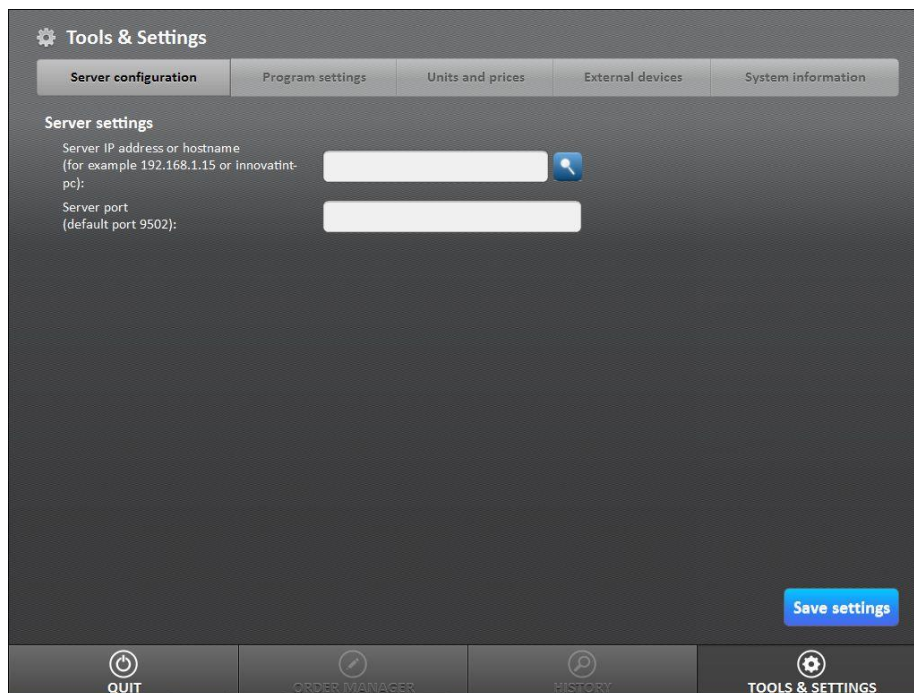 Tools & Settings
Server configuration
Program settings
Units and prices
External devices
System information
Server settings
Server IP address or hostname
(for example 192.168.1.15 or innovatint-
pc):
Server port
(default port 9502):
Save settings
QUIT
ORDER MANAGER
HISTORY
TOOLS & SETTINGS